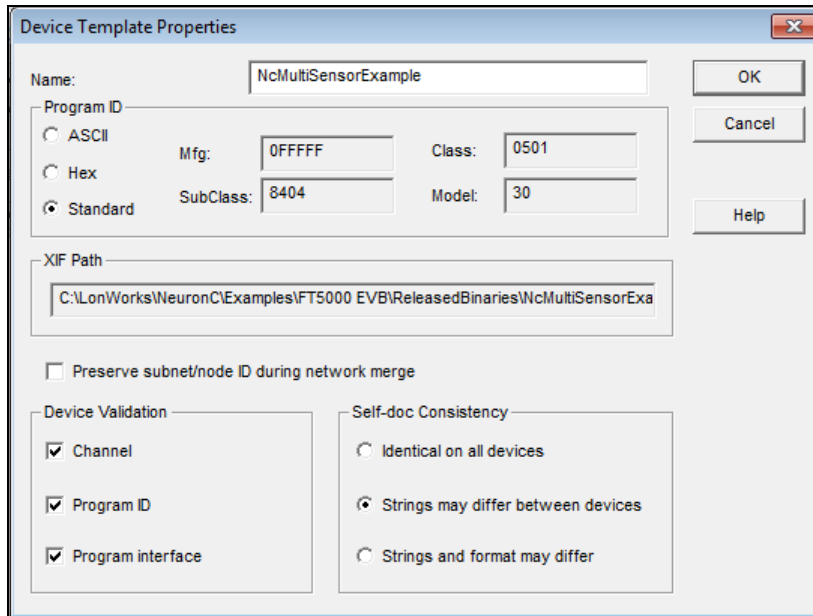 Device Template Properties
Name:
NcMultiSensorExample
OK
Program ID
ASCII
Mfg:
0FFFFF
Class:
0501
Cancel
Hex
SubClass:
8404
Model:
30
Standard
Help
XIF Path
C:\LonWorks\NeuronC\Examples\FT5000 EVB\ReleasedBinaries\NcMultiSensorExa
Preserve subnet/node ID during network merge
Device Validation
Channel
Program ID
Program interface
Self-doc Consistency
Identical on all devices
Strings may differ between devices
Strings and format may differ